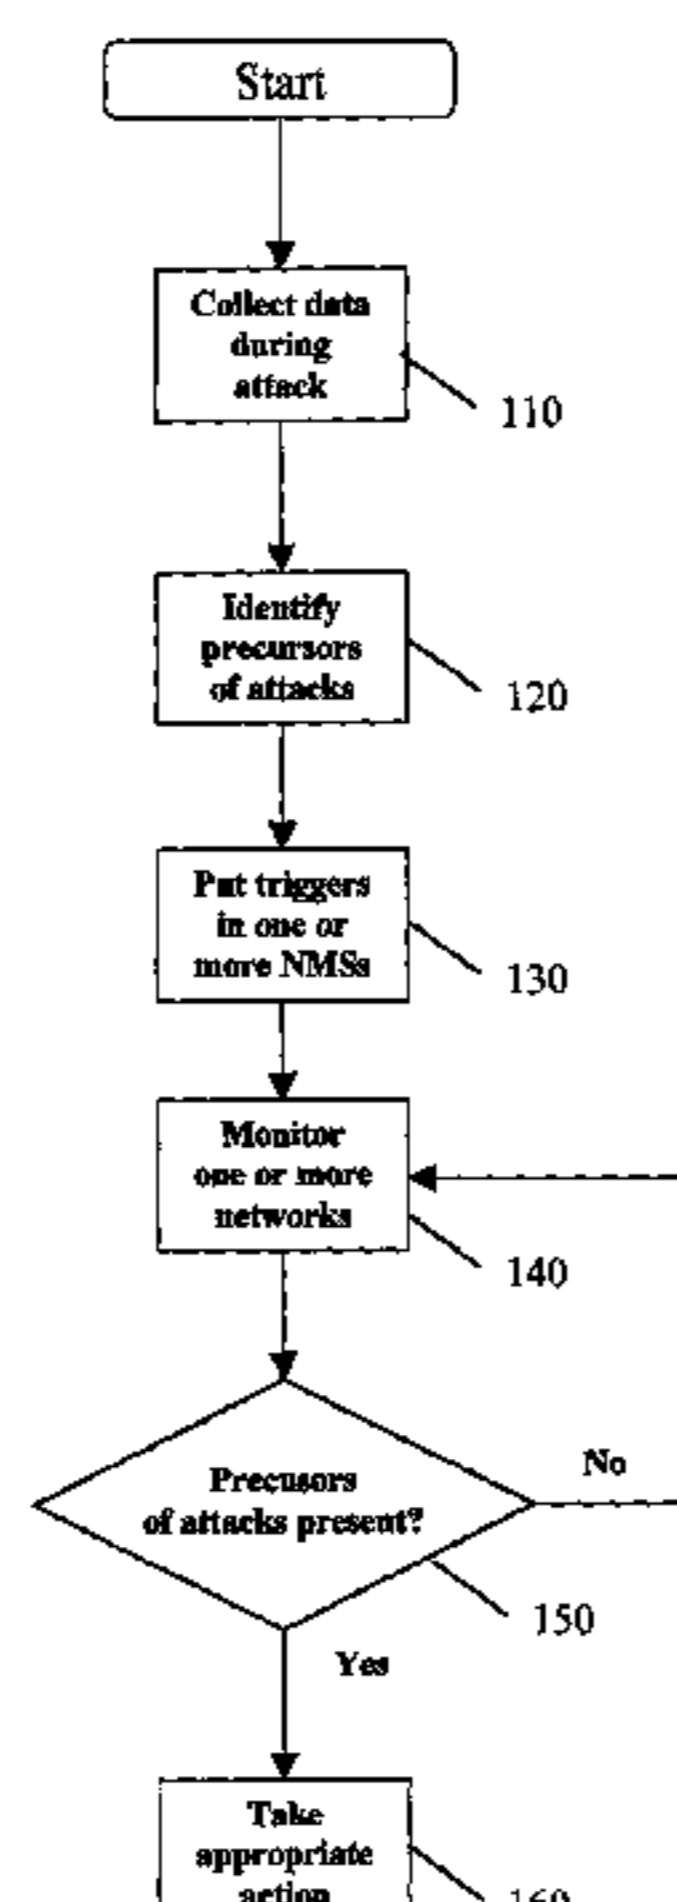 Start
Collect data
during
attack
110
Identify
precursors
of attacks
120
Put triggers
in one or
more NMSs
130
Monitor
one or more
networks
140
Precusors
of attacks present?
No
150
Yes
Take
appropriate
action
160